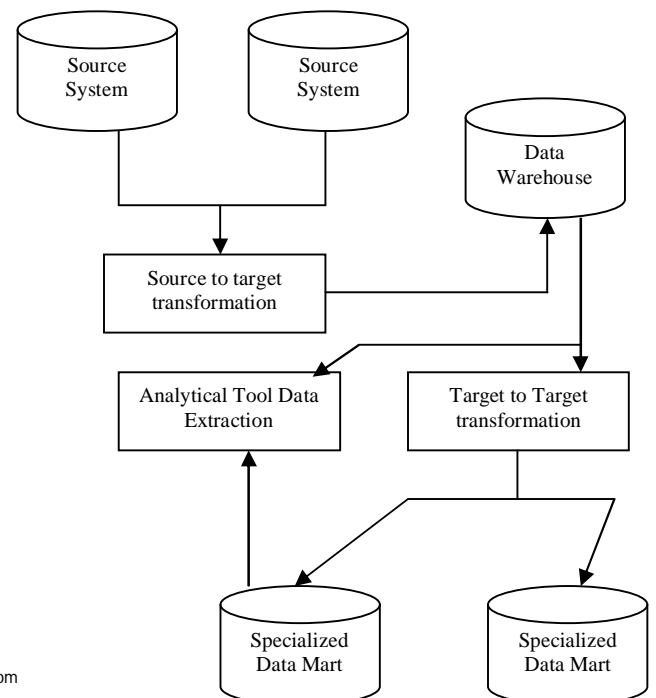 Source
System
Source
System
Data
Warehouse
Source to target
transformation
Analytical Tool Data
Extraction
Target to Target
transformation
Specialized
Data Mart
Specialized
Data Mart
om